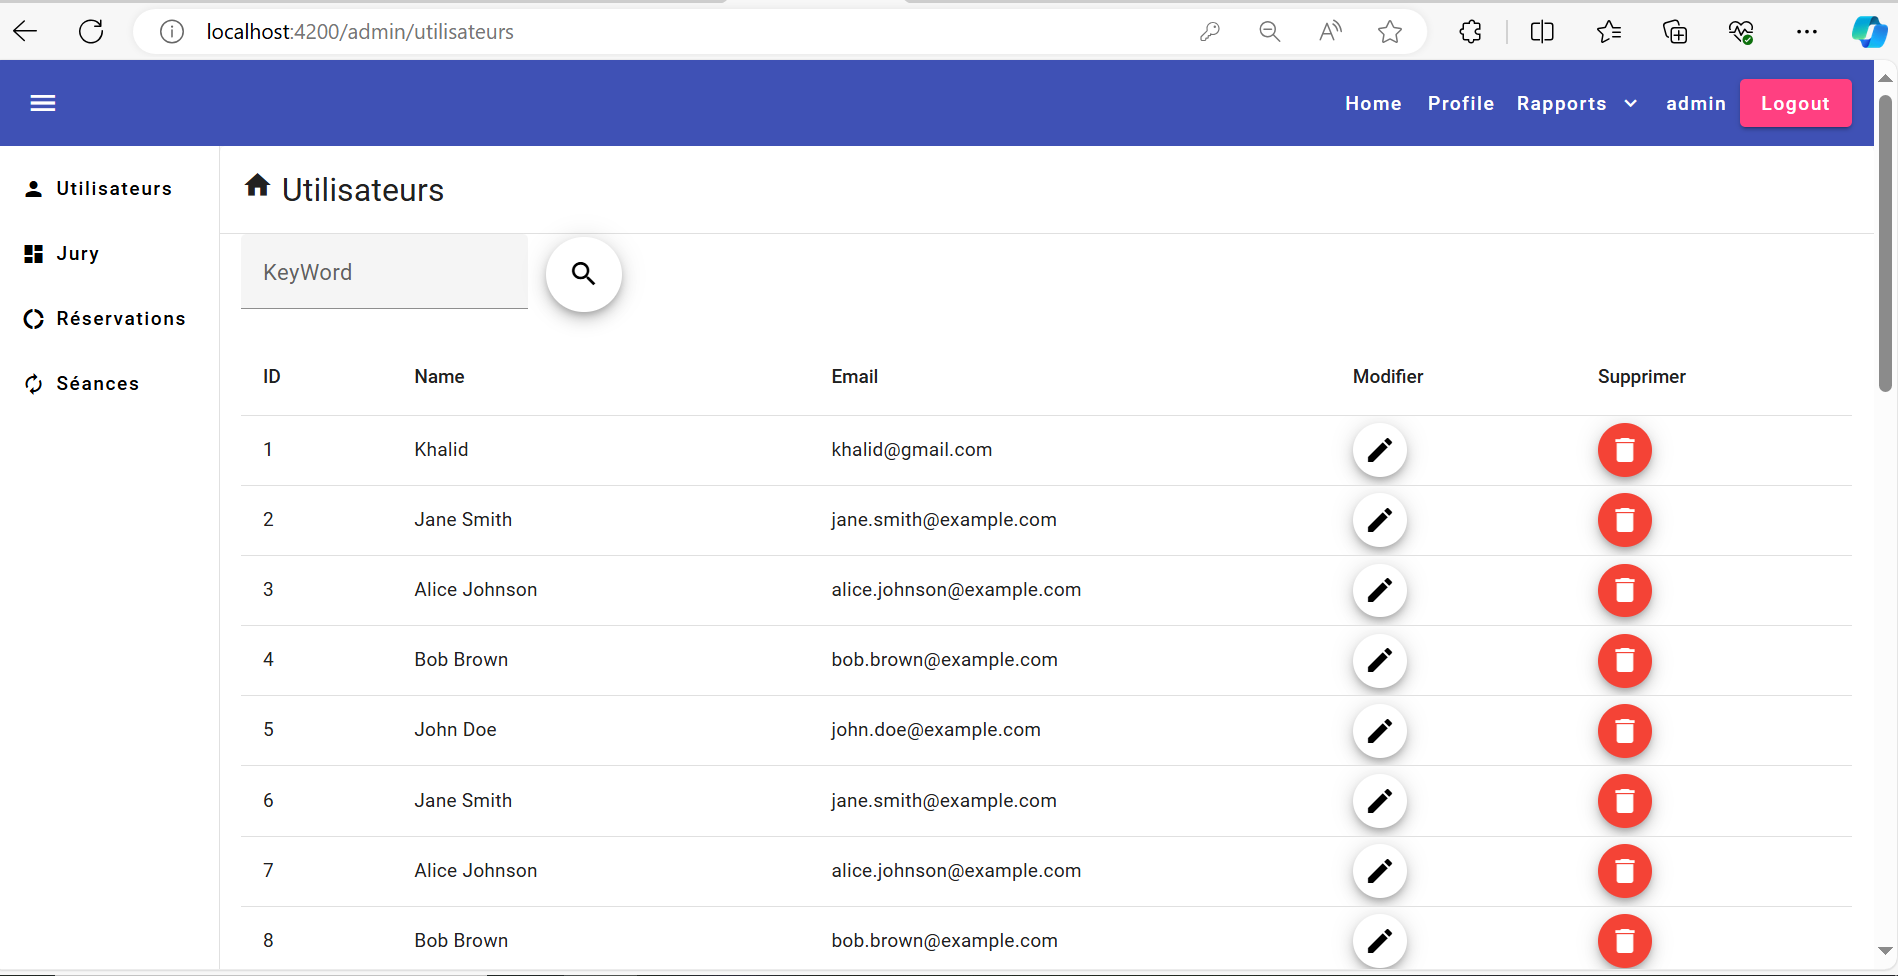 localhost:4200/admin/utilisateurs
Home Profile Rapports admin Logout
Utilisateurs
Jury
Réservations
Séances
Utilisateurs
KeyWord
ID Name Email Modifier Supprimer
1 Khalid khalid@gmail.com
2 Jane Smith jane.smith@example.com
3 Alice Johnson alice.johnson@example.com
4 Bob Brown bob.brown@example.com
5 John Doe john.doe@example.com
6 Jane Smith jane.smith@example.com
7 Alice Johnson alice.johnson@example.com
8 Bob Brown bob.brown@example.com